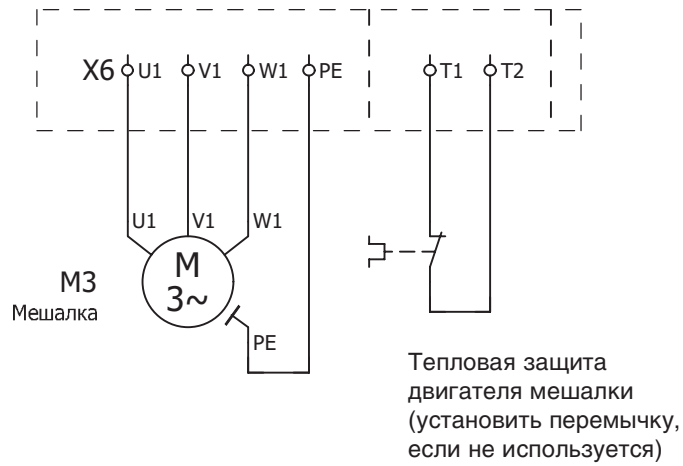 X6 U1 V1 W1 PE T1 T2
U1 V1 W1
M
3~
M3
Мешалка
PE
Тепловая защита
двигателя мешалки
(установить перемычку,
если не используется)